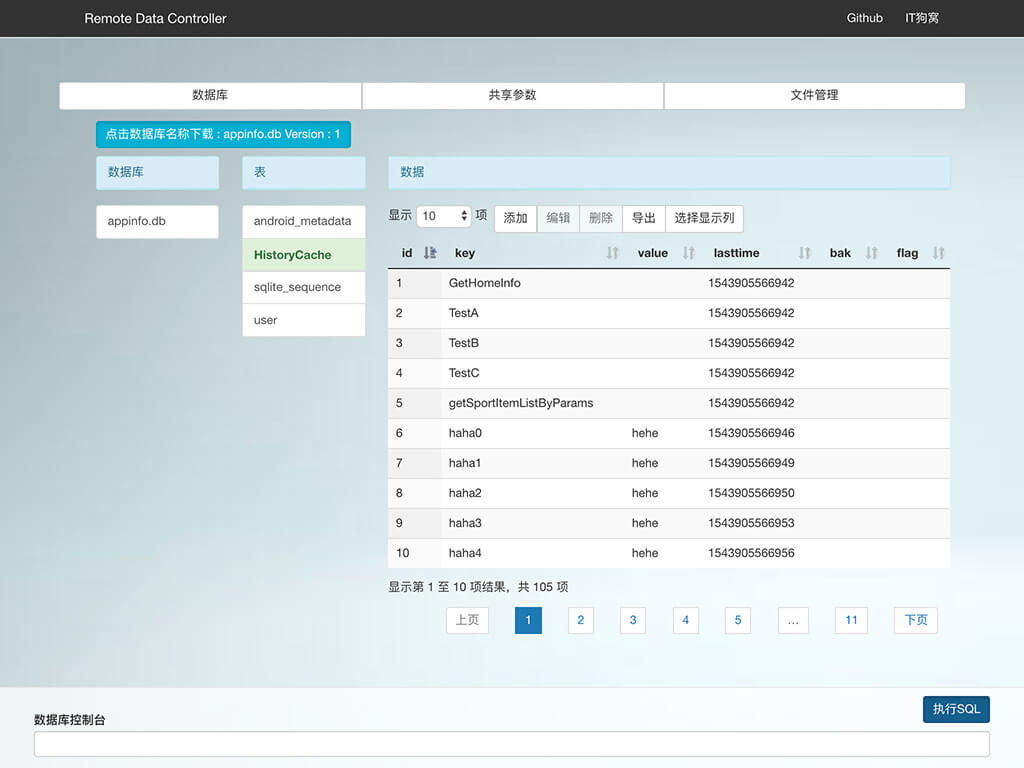 Remote Data Controller Github IT狗窝
数据库 共享参数 文件管理
点击数据库名称下载 : appinfo.db Version : 1
数据库 表 数据
appinfo.db
android_metadata
HistoryCache
sqlite_sequence
user
显示 10 项 添加 编辑 删除 导出 选择显示列
id key value lasttime bak flag
1 GetHomeInfo 1543905566942
2 TestA 1543905566942
3 TestB 1543905566942
4 TestC 1543905566942
5 getSportItemListByParams 1543905566942
6 haha0 hehe 1543905566946
7 haha1 hehe 1543905566949
8 haha2 hehe 1543905566950
9 haha3 hehe 1543905566953
10 haha4 hehe 1543905566956
显示第 1 至 10 项结果，共 105 项
上页 1 2 3 4 5 … 11 下页
执行SQL
数据库控制台